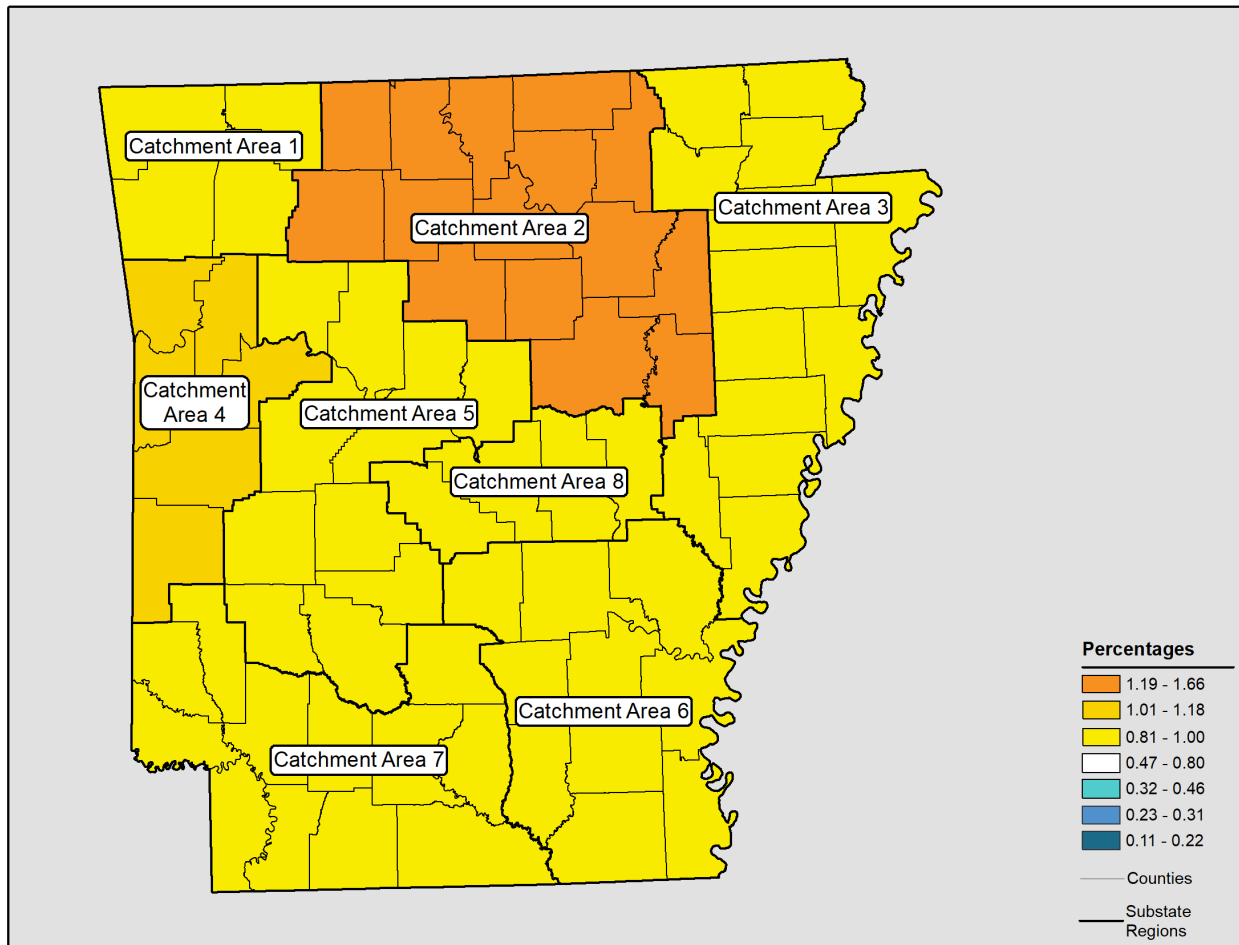 Catchment Area 1
Catchment Area 3
Catchment Area 2
Catchment
Area 4
Catchment Area 5
Catchment Area 8
Catchment Area 6
Catchment Area 7
Percentages
1.19 - 1.66
1.01 - 1.18
0.81 - 1.00
0.47 - 0.80
0.32 - 0.46
0.23 - 0.31
0.11 - 0.22
Counties
Substate
Regions